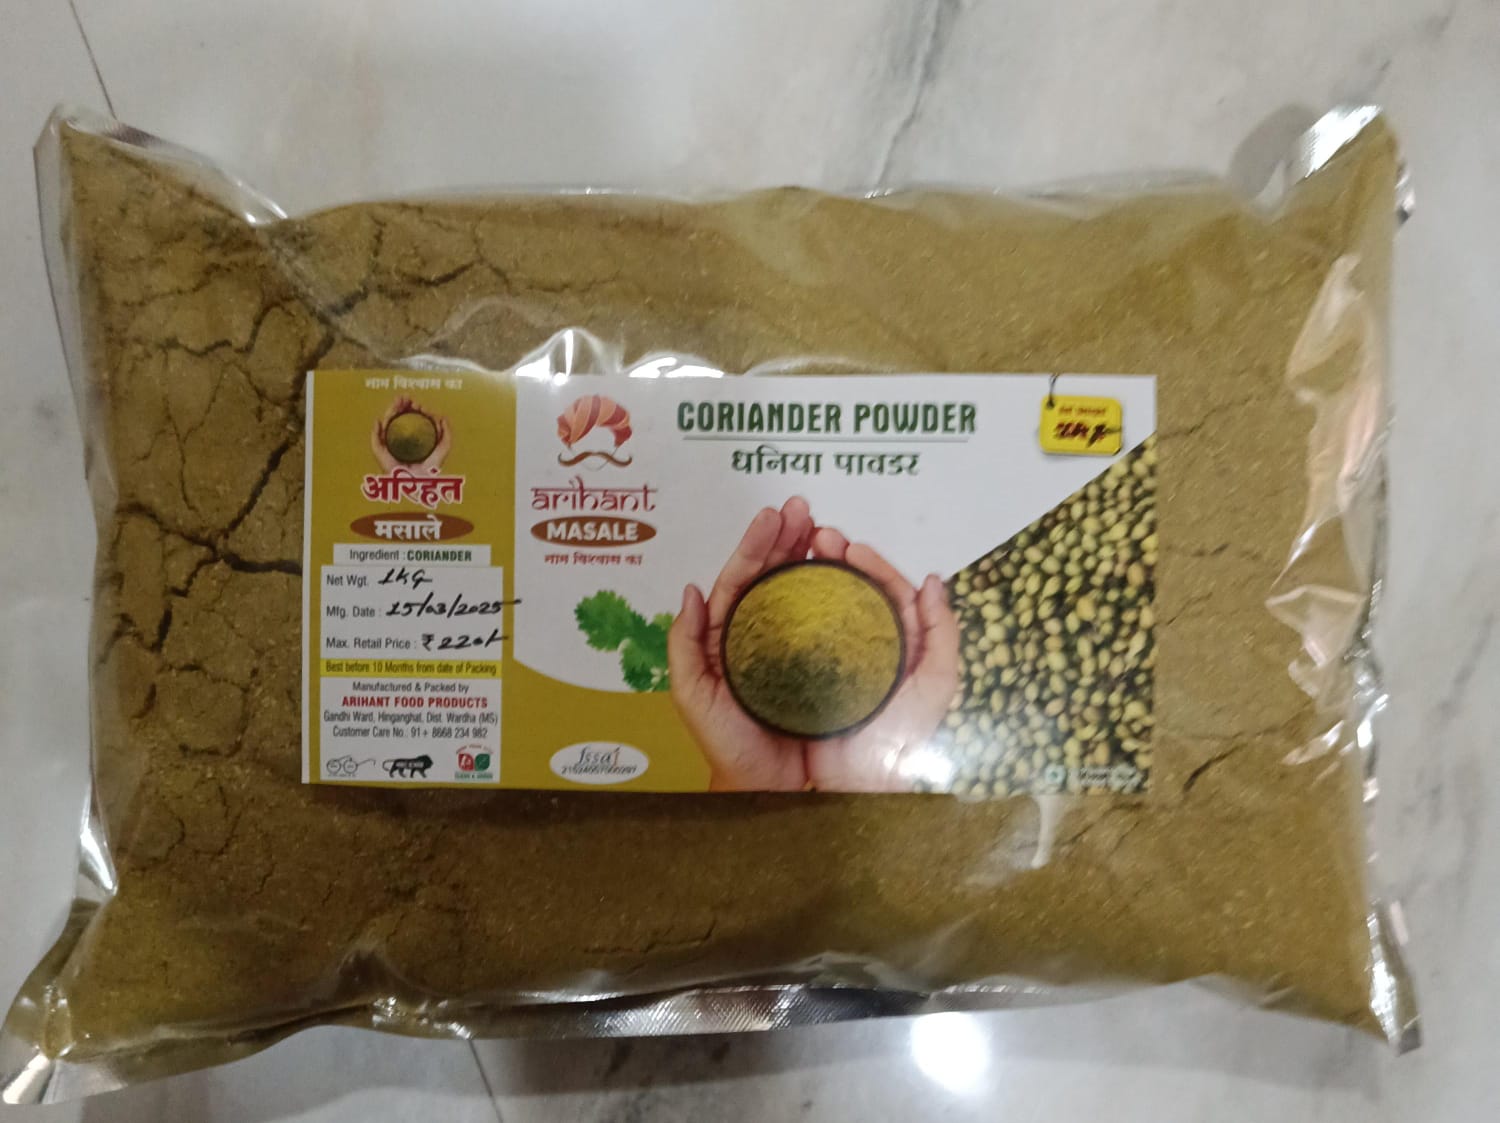 नाम विश्वास का
अरिहंत
मसाले
Ingredient : CORIANDER
Net Wgt. 1KG
Mfg. Date : 15/03/2025
Max. Retail Price : ₹ 220/-
Best before 10 Months from date of Packing
Manufactured & Packed by
ARIHANT FOOD PRODUCTS
Gandhi Ward, Hinganghat, Dist. Wardha (MS)
Customer Care No.: 91+ 8668 234 982
arihant
MASALE
नाम विश्वास का
CORIANDER POWDER
धनिया पावडर
fssai
21524057000297